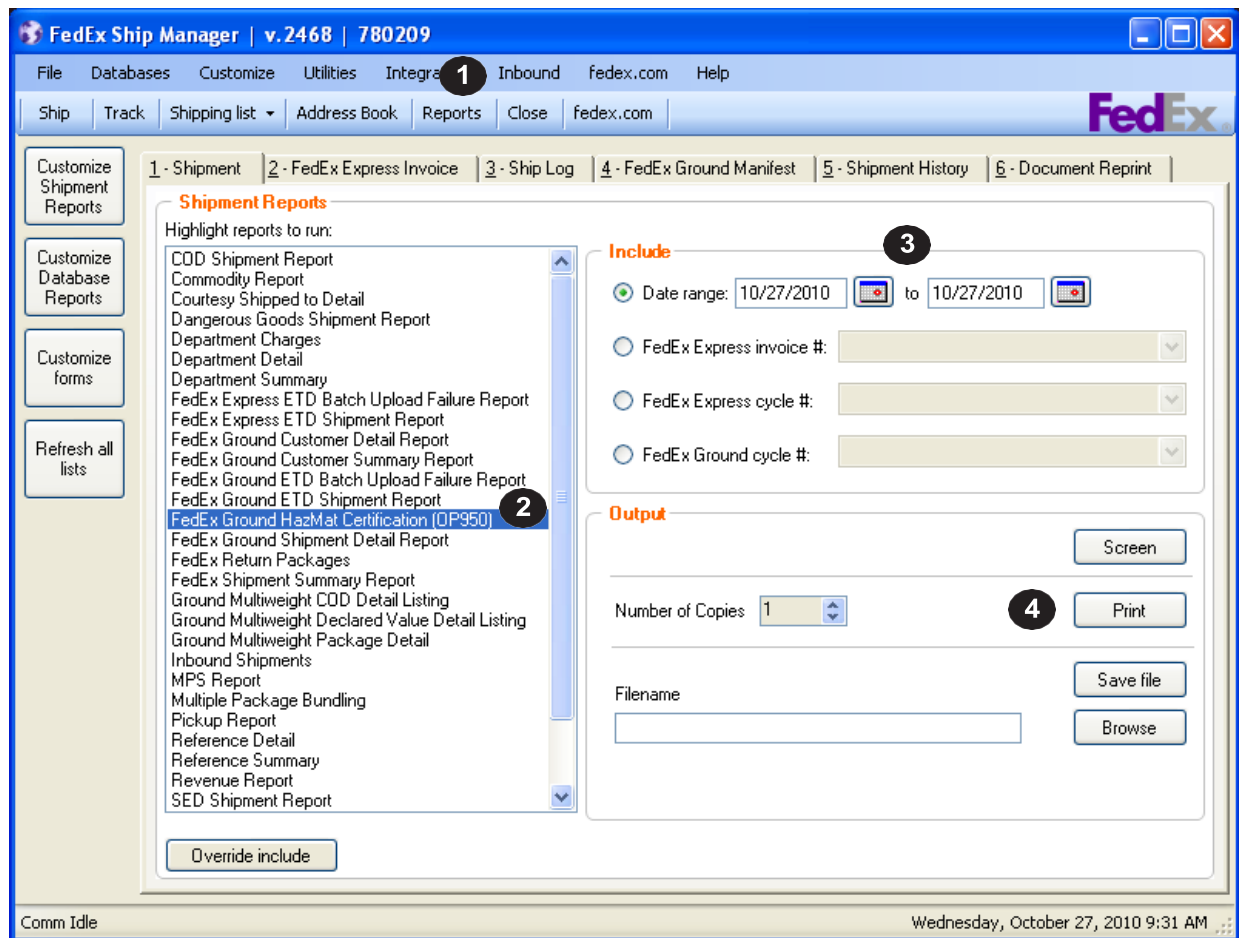 FedEx Ship Manager | v.2468 | 780209
File Databases Customize Utilities Integra 1 Inbound fedex.com Help
Ship Track Shipping list Address Book Reports Close fedex.com FedEx ®
Customize Shipment Reports
Customize Database Reports
Customize forms
Refresh all lists
1 - Shipment 2 - FedEx Express Invoice 3 - Ship Log 4 - FedEx Ground Manifest 5 - Shipment History 6 - Document Reprint
Shipment Reports
Highlight reports to run:
COD Shipment Report
Commodity Report
Courtesy Shipped to Detail
Dangerous Goods Shipment Report
Department Charges
Department Detail
Department Summary
FedEx Express ETD Batch Upload Failure Report
FedEx Express ETD Shipment Report
FedEx Ground Customer Detail Report
FedEx Ground Customer Summary Report
FedEx Ground ETD Batch Upload Failure Report
FedEx Ground ETD Shipment Report
FedEx Ground HazMat Certification (OP950) 2
FedEx Ground Shipment Detail Report
FedEx Return Packages
FedEx Shipment Summary Report
Ground Multiweight COD Detail Listing
Ground Multiweight Declared Value Detail Listing
Ground Multiweight Package Detail
Inbound Shipments
MPS Report
Multiple Package Bundling
Pickup Report
Reference Detail
Reference Summary
Revenue Report
SED Shipment Report
Override include
Include 3
Date range: 10/27/2010 to 10/27/2010
FedEx Express invoice #:
FedEx Express cycle #:
FedEx Ground cycle #:
Output
Screen
Number of Copies 1 4 Print
Save file
Filename
Browse
Comm Idle Wednesday, October 27, 2010 9:31 AM